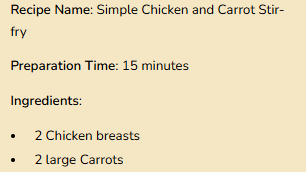 Recipe Name: Simple Chicken and Carrot Stir-
fry
Preparation Time: 15 minutes
Ingredients:
• 2 Chicken breasts
• 2 large Carrots